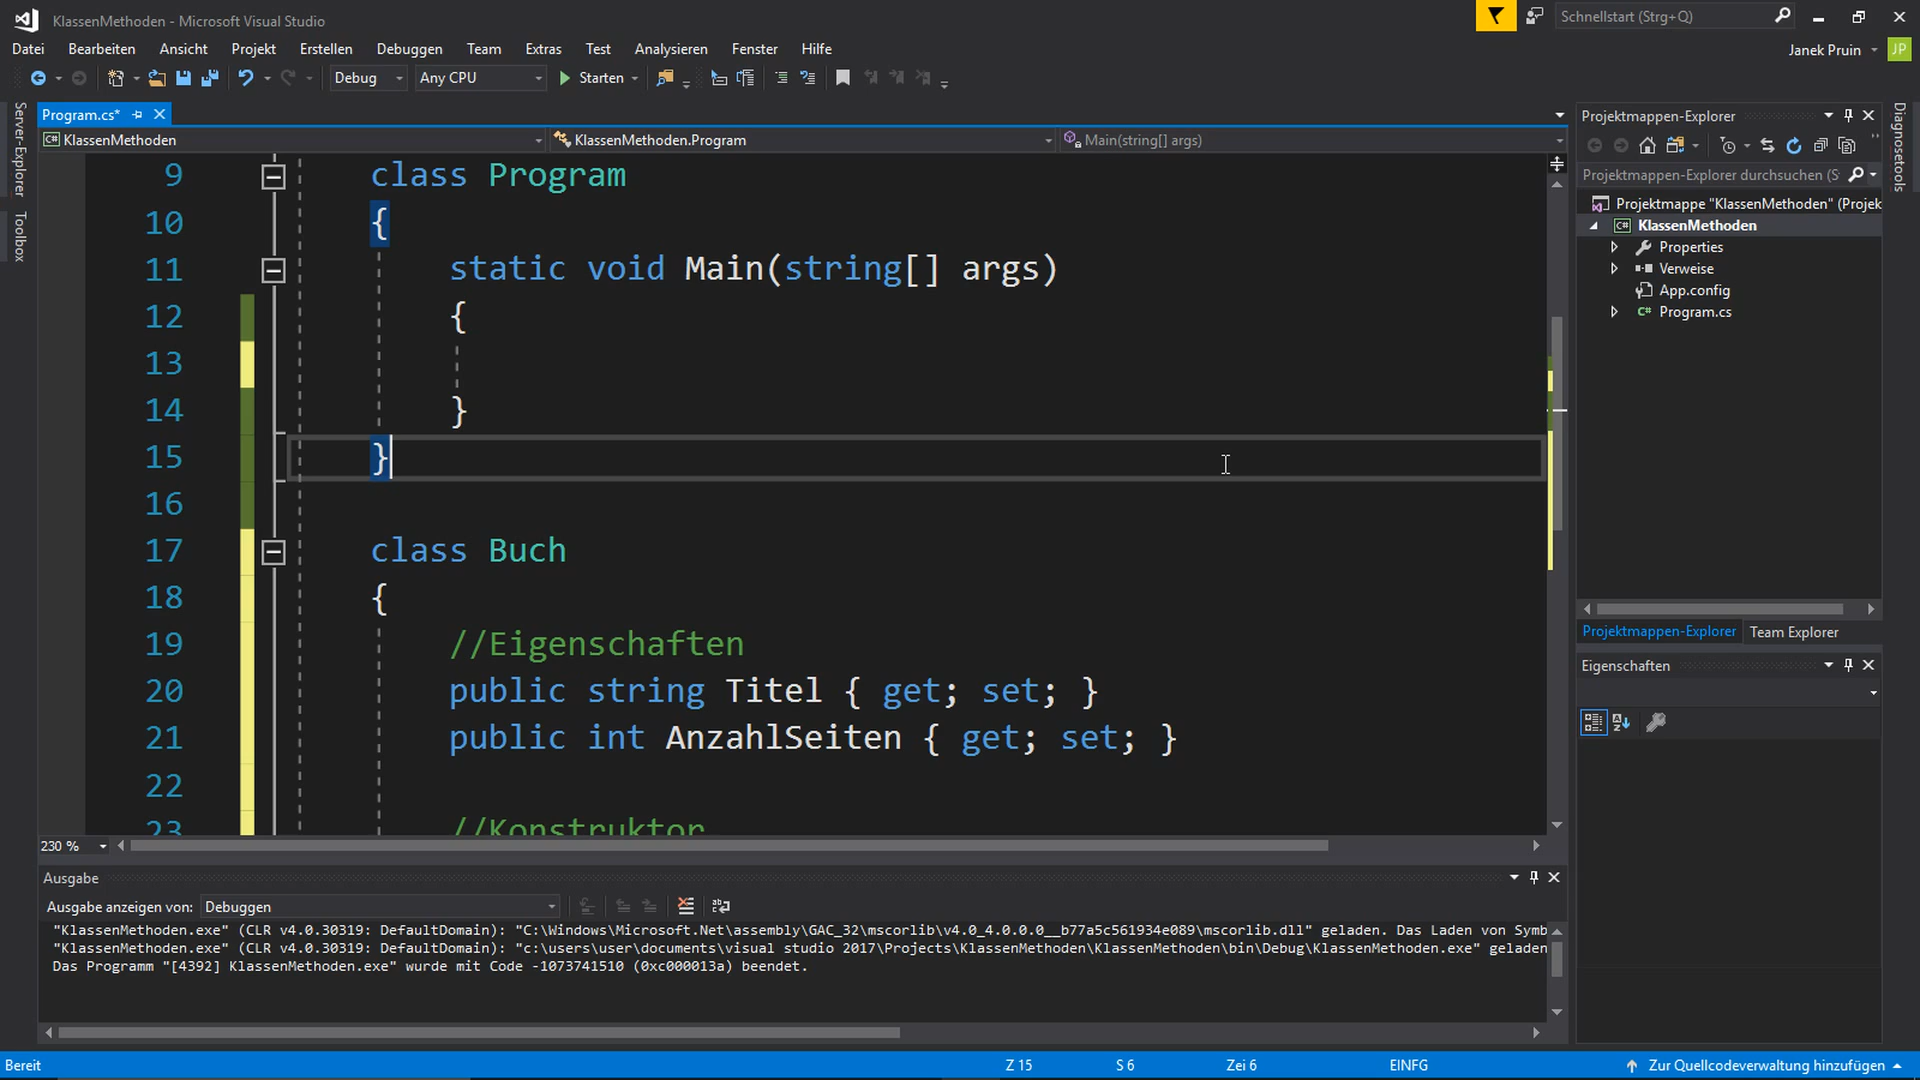 KlassenMethoden - Microsoft Visual Studio
Schnellstart (Strg+Q)
Datei Bearbeiten Ansicht Projekt Erstellen Debuggen Team Extras Test Analysieren Fenster Hilfe
Janek Pruin JP
Debug Any CPU Starten
Server-Explorer
Toolbox
Program.cs*
KlassenMethoden KlassenMethoden.Program Main(string[] args)
9 class Program
10 {
11 static void Main(string[] args)
12 {
13
14 }
15 }
16
17 class Buch
18 {
19 //Eigenschaften
20 public string Titel { get; set; }
21 public int AnzahlSeiten { get; set; }
22
23 //Konstruktor
230 %
Ausgabe
Ausgabe anzeigen von: Debuggen
"KlassenMethoden.exe" (CLR v4.0.30319: DefaultDomain): "C:\Windows\Microsoft.Net\assembly\GAC_32\mscorlib\v4.0_4.0.0.0__b77a5c561934e089\mscorlib.dll" geladen. Das Laden von Symb
"KlassenMethoden.exe" (CLR v4.0.30319: DefaultDomain): "c:\users\user\documents\visual studio 2017\Projects\KlassenMethoden\KlassenMethoden\bin\Debug\KlassenMethoden.exe" geladen
Das Programm "[4392] KlassenMethoden.exe" wurde mit Code -1073741510 (0xc000013a) beendet.
Projektmappen-Explorer
Projektmappen-Explorer durchsuchen (S
Projektmappe "KlassenMethoden" (Projek
C# KlassenMethoden
Properties
Verweise
App.config
C# Program.cs
Projektmappen-Explorer Team Explorer
Eigenschaften
Diagnosetools
Bereit Z 15 S 6 Zei 6 EINFG Zur Quellcodeverwaltung hinzufügen